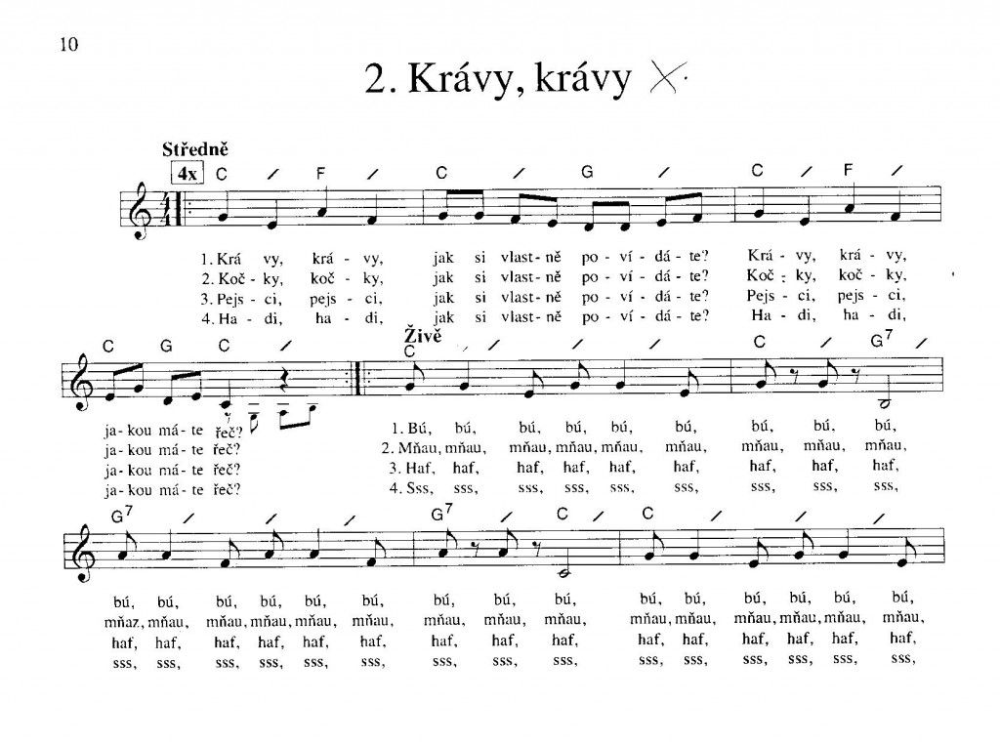 10
2. Krávy, krávy
Středně
4x C / F / C / G / C / F /
1. Krá vy, krá - vy, jak si vlast- ně po - ví - dá - te? Krá - vy, krá - vy,
2. Koč - ky, koč - ky, jak si vlast- ně po - ví - dá - te? Koč - ky, koč - ky,
3. Pejs - ci, pejs - ci, jak si vlast- ně po - ví - dá - te? Pejs - ci, pejs - ci,
4. Ha - di, ha - di, jak si vlast- ně po - ví - dá - te? Ha - di, ha - di,
Živě
C G C / C / / / C / G7 /
ja- kou má- te řeč? 1. Bú, bú, bú, bú, bú, bú, bú, bú, bú,
ja- kou má- te řeč? 2. Mňau, mňau, mňau, mňau, mňau, mňau, mňau, mňau, mňau,
ja- kou má- te řeč? 3. Haf, haf, haf, haf, haf, haf, haf, haf, haf,
ja- kou má- te řeč? 4. Sss, sss, sss, sss, sss, sss, sss, sss, sss,
G7 / / / G7 / C / C / / /
bú, bú, bú, bú, bú, bú, bú, bú, bú, bú, bú, bú, bú, bú, bú,
mňaz, mňau, mňau, mňau, mňau, mňau, mňau, mňau, mňau, mňau, mňau, mňau, mňau, mňau, mňau,
haf, haf, haf, haf, haf, haf, haf, haf, haf, haf, haf, haf, haf, haf, haf,
sss, sss, sss, sss, sss, sss, sss, sss, sss, sss, sss, sss, sss, sss, sss,